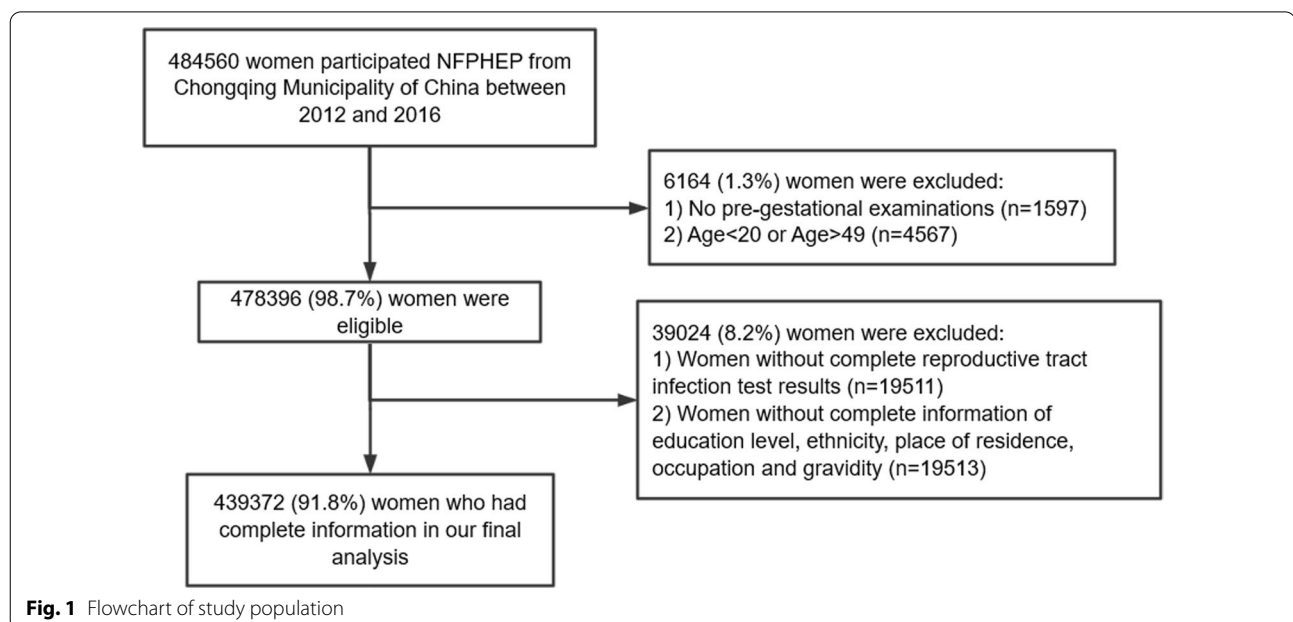 484560 women participated NFPHEP from
Chongqing Municipality of China between
2012 and 2016
6164 (1.3%) women were excluded:
1) No pre-gestational examinations (n=1597)
2) Age<20 or Age>49 (n=4567)
478396 (98.7%) women were
eligible
39024 (8.2%) women were excluded:
1) Women without complete reproductive tract
infection test results (n=19511)
2) Women without complete information of
education level, ethnicity, place of residence,
occupation and gravidity (n=19513)
439372 (91.8%) women who had
complete information in our final
analysis
Fig. 1 Flowchart of study population